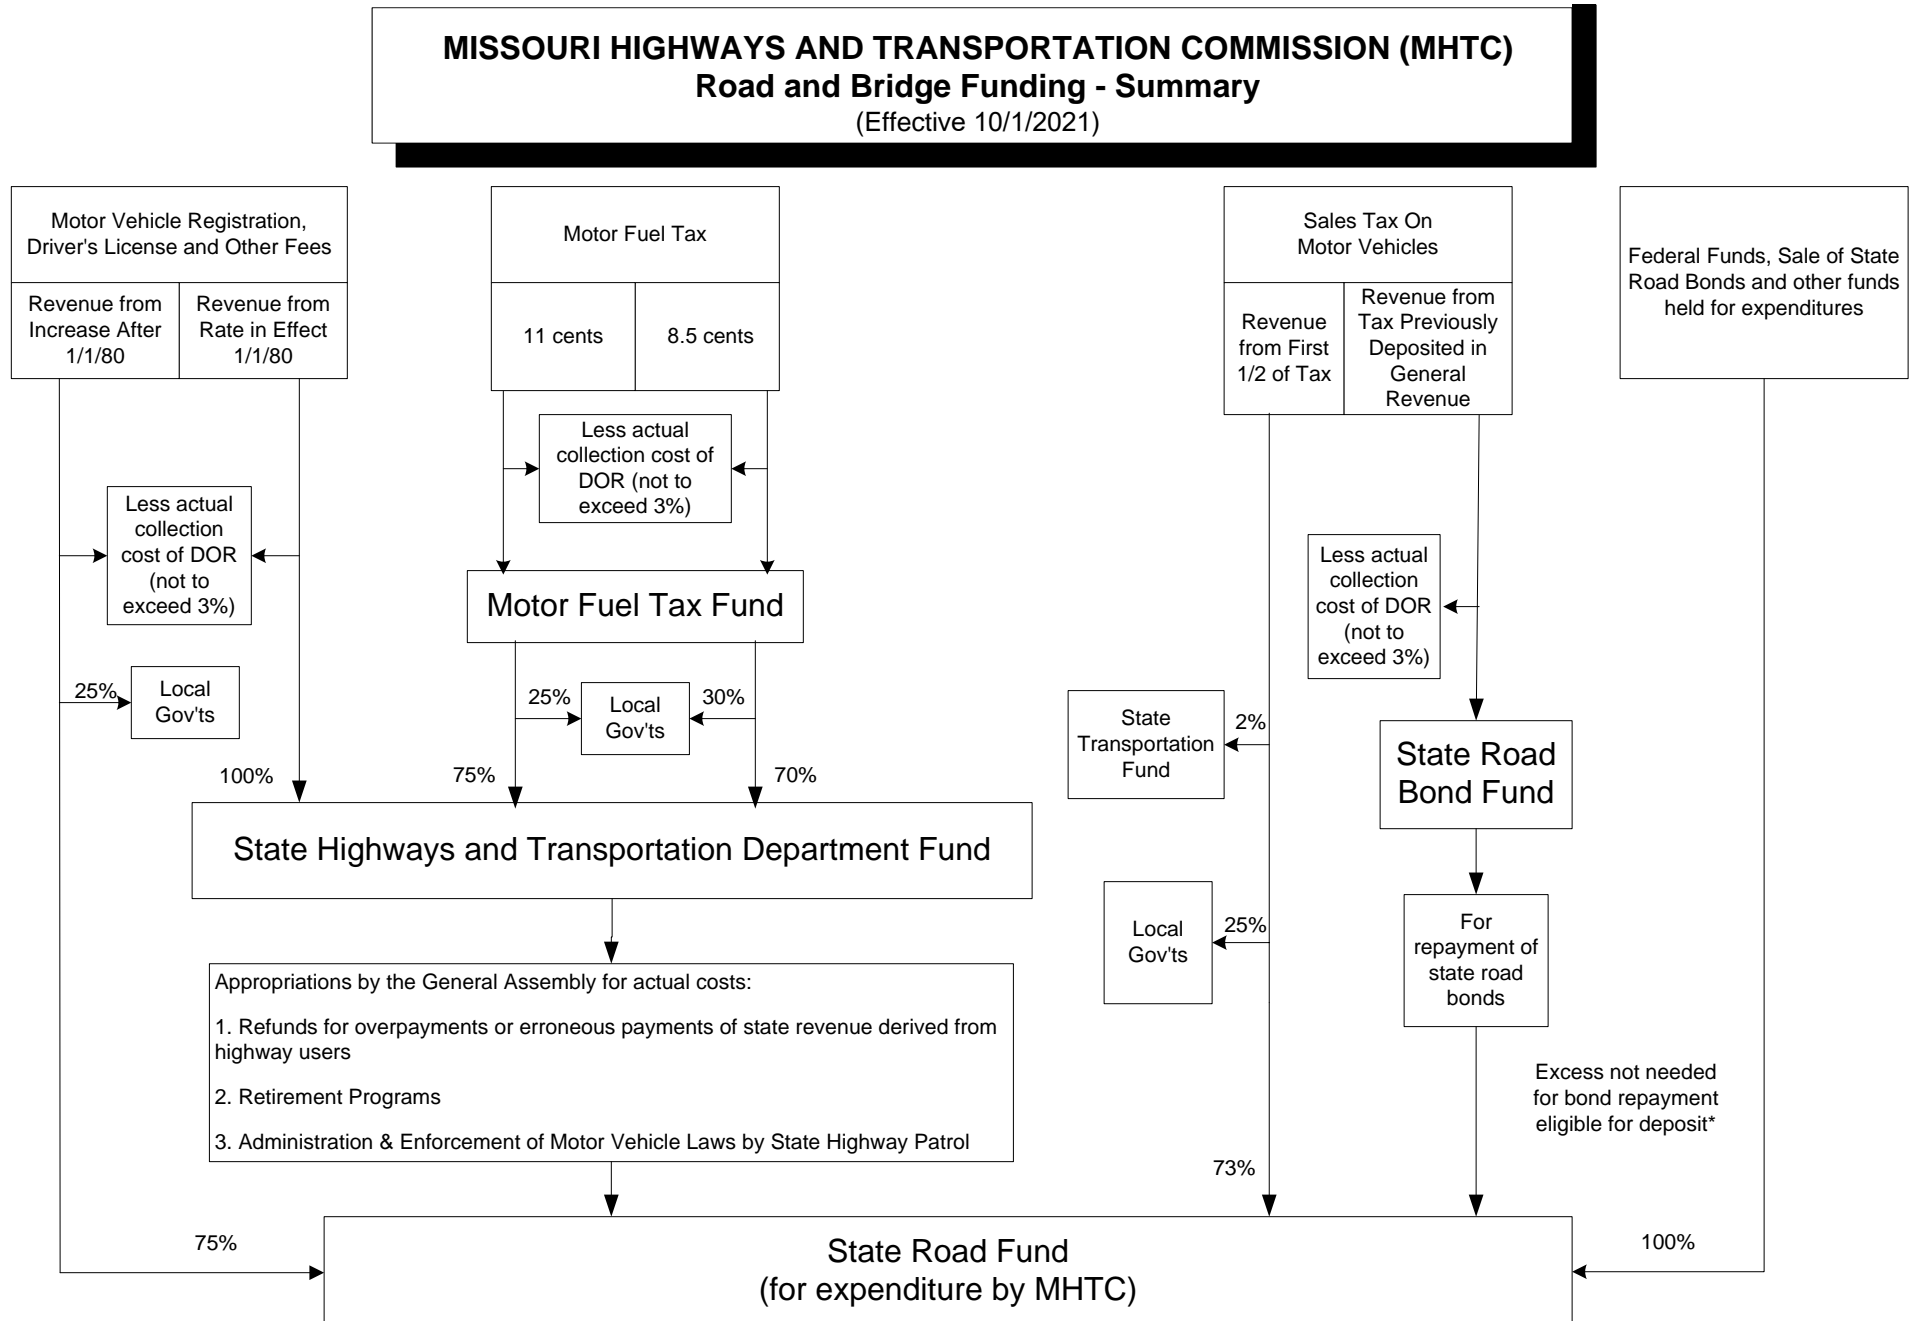 MISSOURI HIGHWAYS AND TRANSPORTATION COMMISSION (MHTC)
Road and Bridge Funding - Summary
(Effective 10/1/2021)
Motor Vehicle Registration,
Driver's License and Other Fees
Revenue from
Increase After
1/1/80
Revenue from
Rate in Effect
1/1/80
Motor Fuel Tax
11 cents
8.5 cents
Sales Tax On
Motor Vehicles
Revenue
from First
1/2 of Tax
Revenue from
Tax Previously
Deposited in
General
Revenue
Federal Funds, Sale of State
Road Bonds and other funds
held for expenditures
Less actual
collection
cost of DOR
(not to
exceed 3%)
Less actual
collection cost of
DOR (not to
exceed 3%)
Less actual
collection
cost of DOR
(not to
exceed 3%)
Motor Fuel Tax Fund
25%
Local
Gov'ts
25%
Local
Gov'ts
30%
100%
75%
70%
State Highways and Transportation Department Fund
State
Transportation
Fund
2%
State Road
Bond Fund
Local
Gov'ts
25%
For
repayment of
state road
bonds
Appropriations by the General Assembly for actual costs:
1. Refunds for overpayments or erroneous payments of state revenue derived from
highway users
2. Retirement Programs
3. Administration & Enforcement of Motor Vehicle Laws by State Highway Patrol
Excess not needed
for bond repayment
eligible for deposit*
73%
75%
100%
State Road Fund
(for expenditure by MHTC)